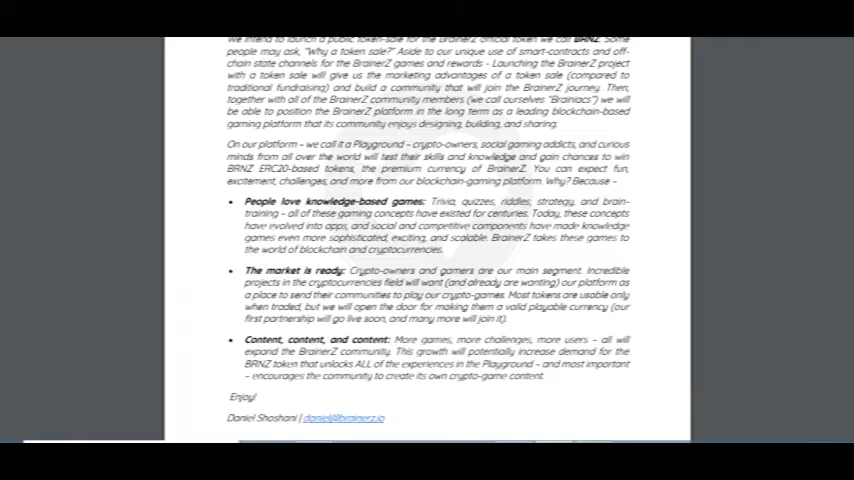 We intend to launch a public token-sale for the BrainerZ official token we call BRNZ. Some
people may ask, "Why a token sale?" Aside to our unique use of smart-contracts and off-
chain state channels for the BrainerZ games and rewards - Launching the BrainerZ project
with a token sale will give us the marketing advantages of a token sale (compared to
traditional fundraising) and build a community that will join the BrainerZ journey. Then,
together with all of the BrainerZ community members (we call ourselves "Brainiacs") we will
be able to position the BrainerZ platform in the long term as a leading blockchain-based
gaming platform that its community enjoys designing, building, and sharing.
On our platform – we call it a Playground – crypto-owners, social gaming addicts, and curious
minds from all over the world will test their skills and knowledge and gain chances to win
BRNZ ERC20-based tokens, the premium currency of BrainerZ. You can expect fun,
excitement, challenges, and more from our blockchain-gaming platform. Why? Because –
• People love knowledge-based games: Trivia, quizzes, riddles, strategy, and brain-
training – all of these gaming concepts have existed for centuries. Today, these concepts
have evolved into apps, and social and competitive components have made knowledge
games even more sophisticated, exciting, and scalable. BrainerZ takes these games to
the world of blockchain and cryptocurrencies.
• The market is ready: Crypto-owners and gamers are our main segment. Incredible
projects in the cryptocurrencies field will want (and already are wanting) our platform as
a place to send their communities to play our crypto-games. Most tokens are usable only
when traded, but we will open the door for making them a valid playable currency (our
first partnership will go live soon, and many more will join it).
• Content, content, and content: More games, more challenges, more users – all will
expand the BrainerZ community. This growth will potentially increase demand for the
BRNZ token that unlocks ALL of the experiences in the Playground – and most important
– encourages the community to create its own crypto-game content.
Enjoy!
Daniel Shoshani | daniel@brainerz.io